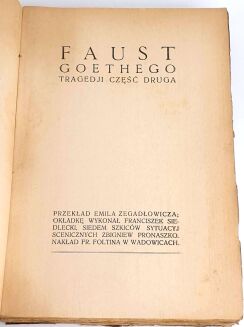 FAUST
GOETHEGO
TRAGEDJI CZĘŚĆ DRUGA
PRZEKŁAD EMILA ZEGADŁOWICZA;
OKŁADKĘ WYKONAŁ FRANCISZEK SIE-
DLECKI, SIEDEM SZKICÓW SYTUACYJ
SCENICZNYCH ZBIGNIEW PRONASZKO.
NAKŁAD FR. FOLTINA W WADOWICACH.